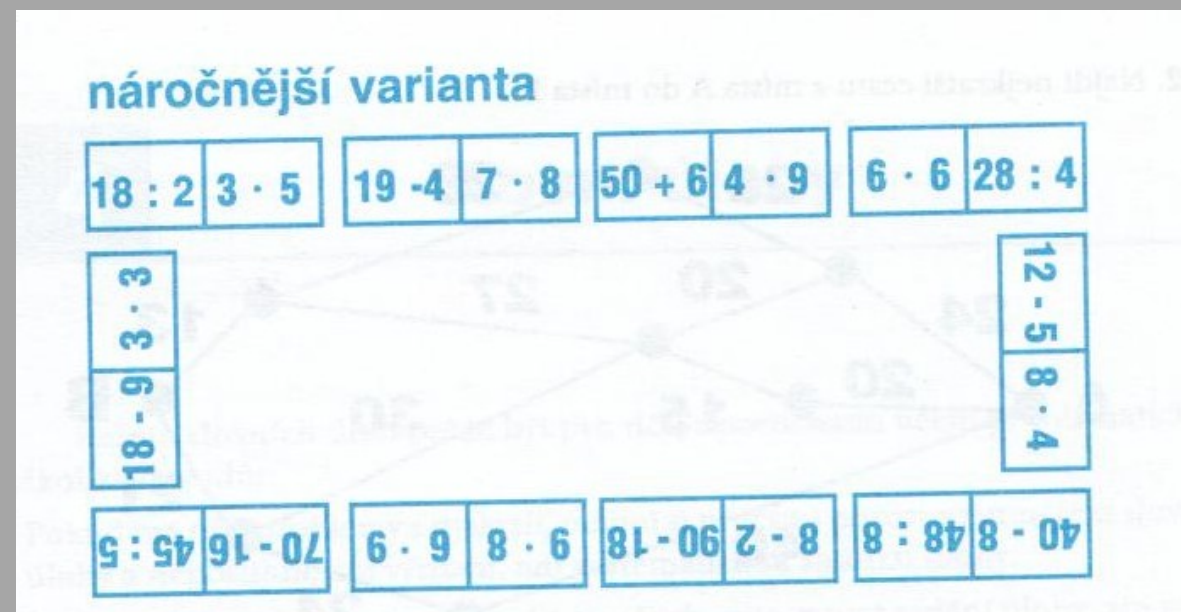 náročnější varianta
18 : 2 3 · 5 19 -4 7 · 8 50 + 6 4 · 9 6 · 6 28 : 4
12 - 5 8 · 4
40 - 8 48 : 8 8 - 2 90 - 18 9 · 8 6 · 9 70 - 16 45 : 5
18 - 9 3 · 3